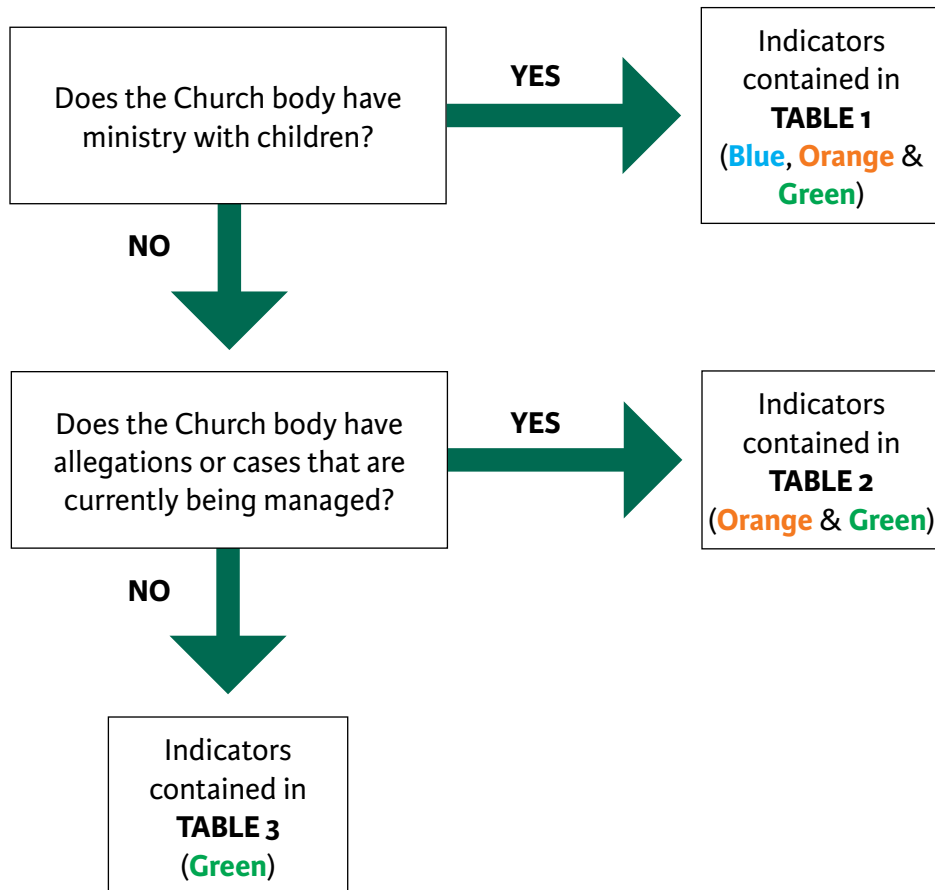 Does the Church body have
ministry with children?
YES
Indicators
contained in
TABLE 1
(Blue, Orange &
Green)
NO
Does the Church body have
allegations or cases that are
currently being managed?
YES
Indicators
contained in
TABLE 2
(Orange & Green)
NO
Indicators
contained in
TABLE 3
(Green)